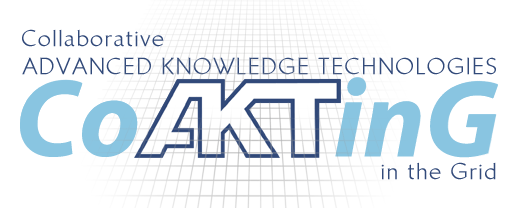 Collaborative
ADVANCED KNOWLEDGE TECHNOLOGIES
CoAKTinG
in the Grid